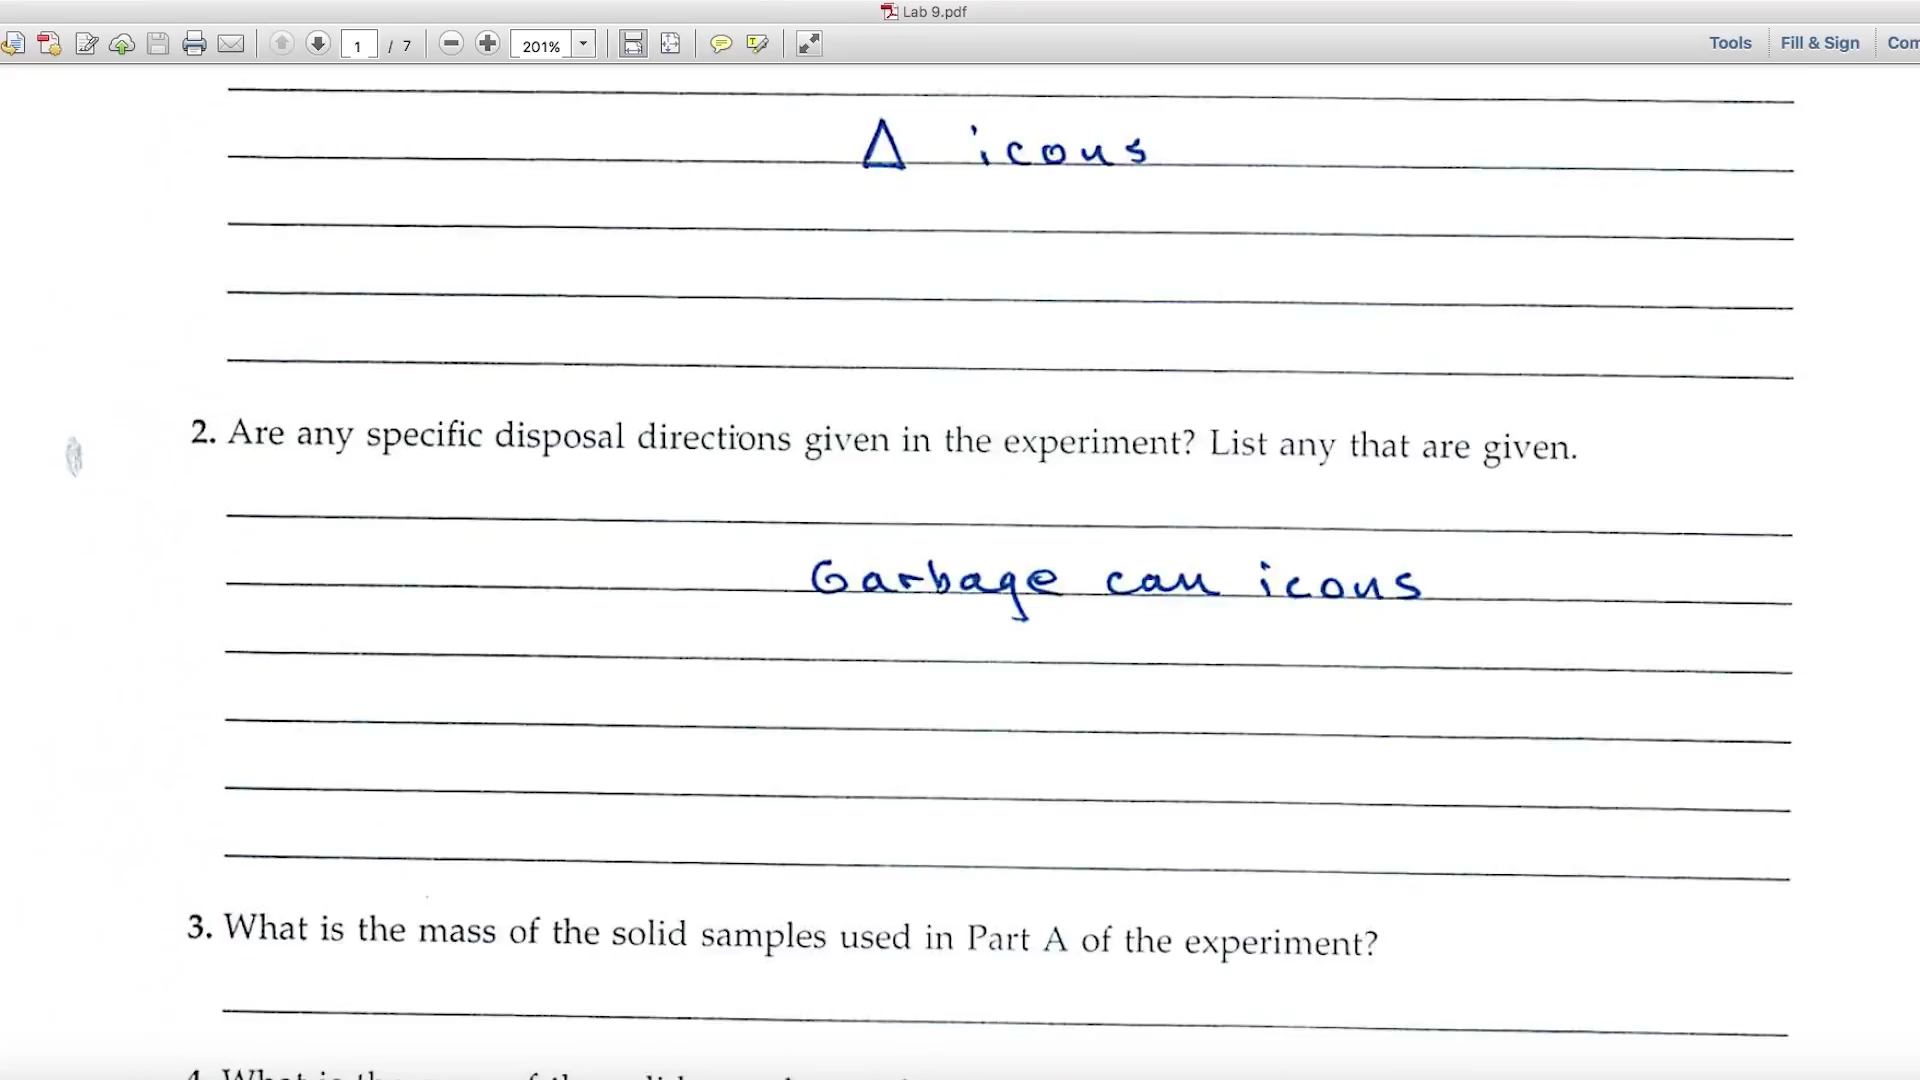 Lab 9.pdf
1 / 7 201% Tools Fill & Sign
Δ icons
2. Are any specific disposal directions given in the experiment? List any that are given.
Garbage can icons
3. What is the mass of the solid samples used in Part A of the experiment?